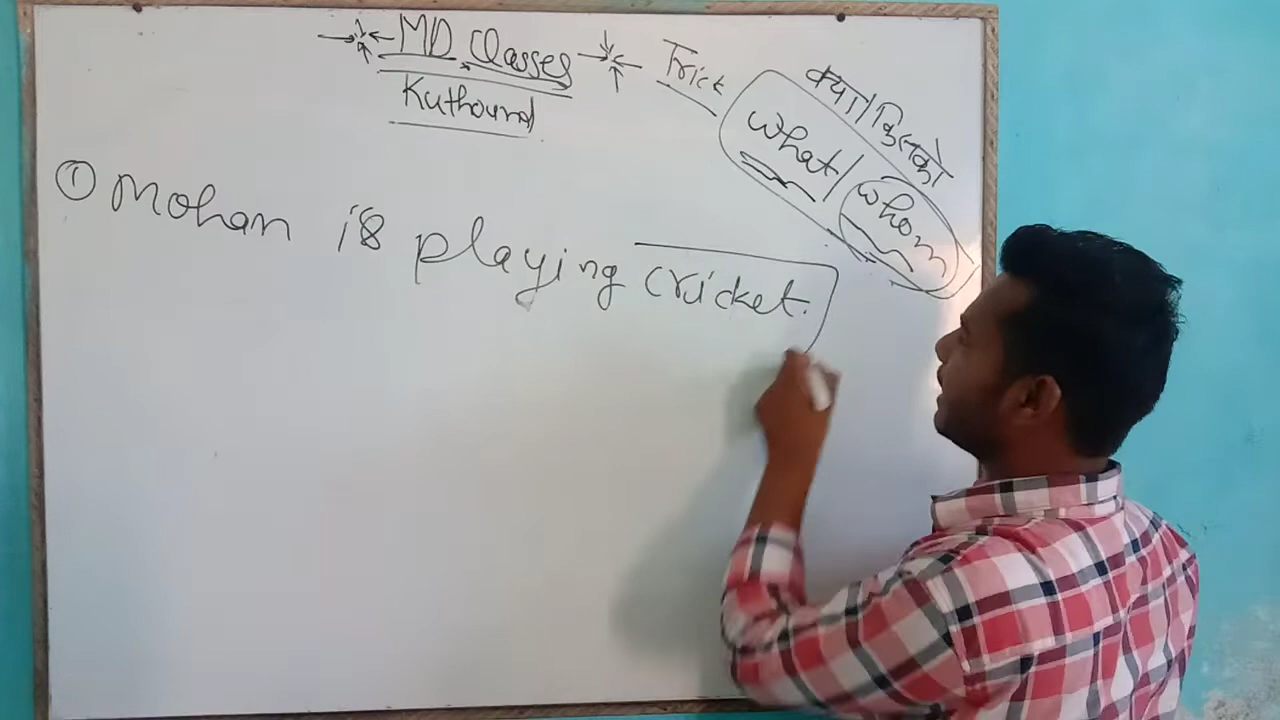 MD Classes
Kuthound
Trick
क्या/किसको
What/Whom
① Mohan is playing cricket.